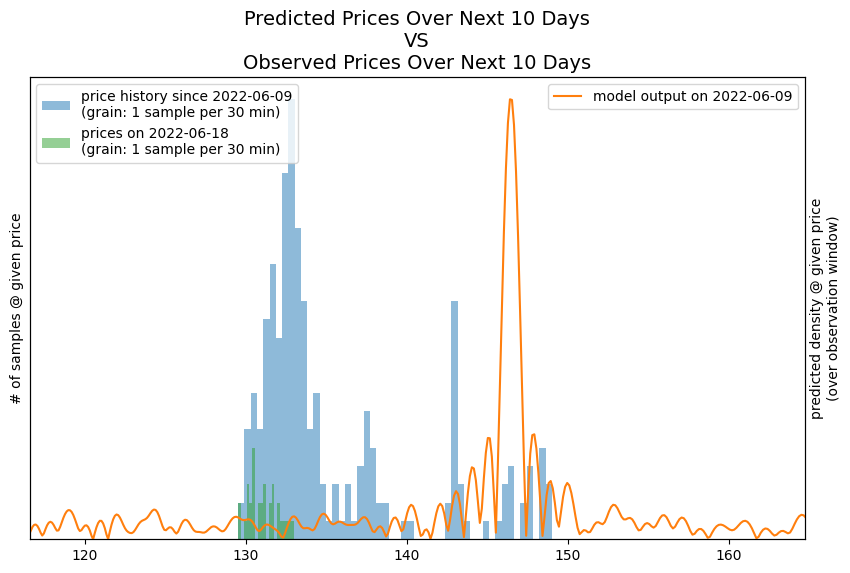 Predicted Prices Over Next 10 Days
VS
Observed Prices Over Next 10 Days
price history since 2022-06-09
(grain: 1 sample per 30 min)
prices on 2022-06-18
(grain: 1 sample per 30 min)
model output on 2022-06-09
# of samples @ given price
predicted density @ given price
(over observation window)
120
130
140
150
160